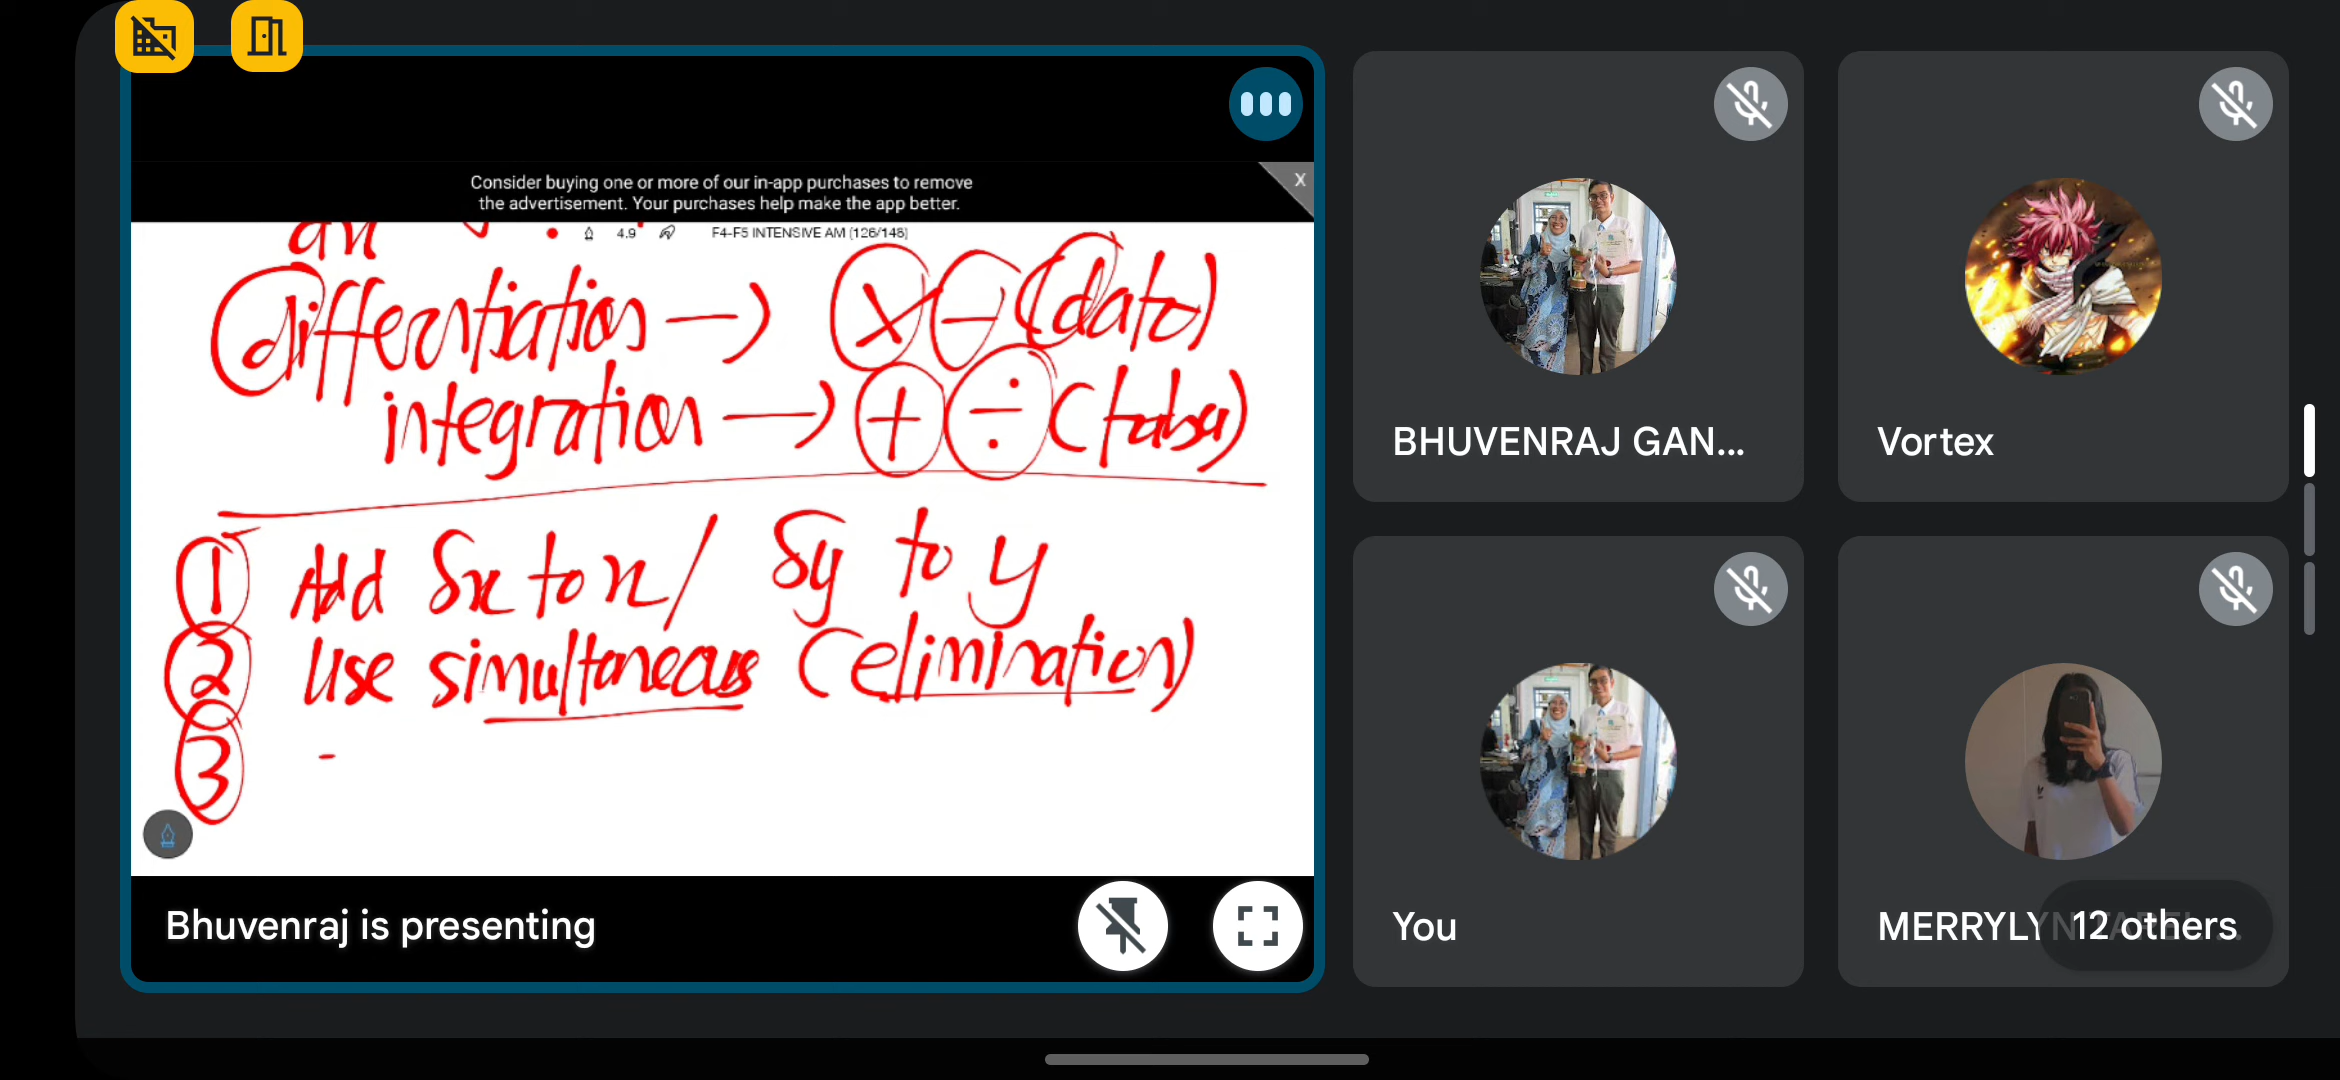 Consider buying one or more of our in-app purchases to remove
the advertisement. Your purchases help make the app better.
X
4.9 F4-F5 INTENSIVE AM (126/148)
differentiation → × − (dato)
integration → + ÷ (
1 Add δx to x / δy to y
2 Use simultaneous (elimination)
3 -
Bhuvenraj is presenting
BHUVENRAJ GAN...
Vortex
You
MERRYLYN
12 others